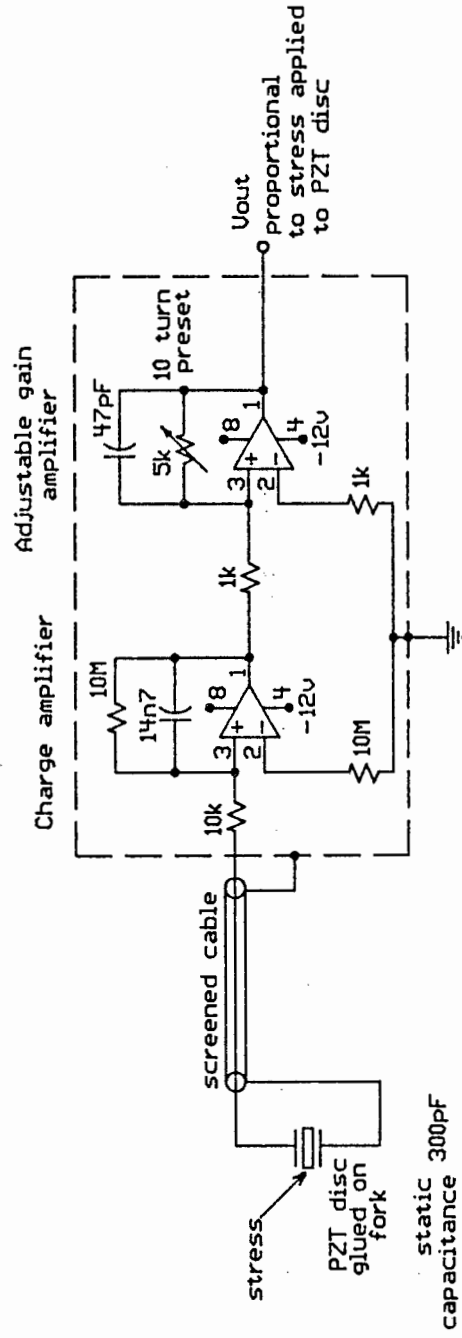 Adjustable gain
amplifier
Charge amplifier
47pF
10 turn
preset
5k
10M
14n7
8
3
+
2
-
1
4
-12v
8
3
+
2
-
1
4
-12v
1k
10k
10M
1k
screened cable
stress
PZT disc
glued on
fork
static
capacitance 300pF
Vout
proportional
to stress applied
to PZT disc